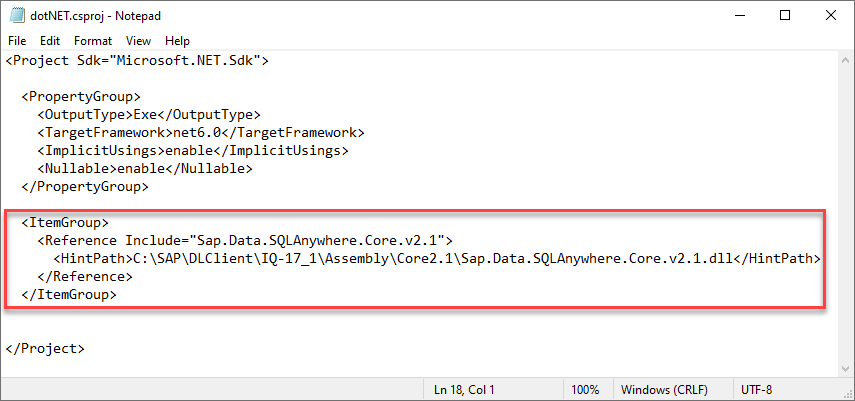 dotNET.csproj - Notepad
File Edit Format View Help
<Project Sdk="Microsoft.NET.Sdk">
<PropertyGroup>
<OutputType>Exe</OutputType>
<TargetFramework>net6.0</TargetFramework>
<ImplicitUsings>enable</ImplicitUsings>
<Nullable>enable</Nullable>
</PropertyGroup>
<ItemGroup>
<Reference Include="Sap.Data.SQLAnywhere.Core.v2.1">
<HintPath>C:\SAP\DLClient\IQ-17_1\Assembly\Core2.1\Sap.Data.SQLAnywhere.Core.v2.1.dll</HintPath>
</Reference>
</ItemGroup>
</Project>
Ln 18, Col 1 100% Windows (CRLF) UTF-8